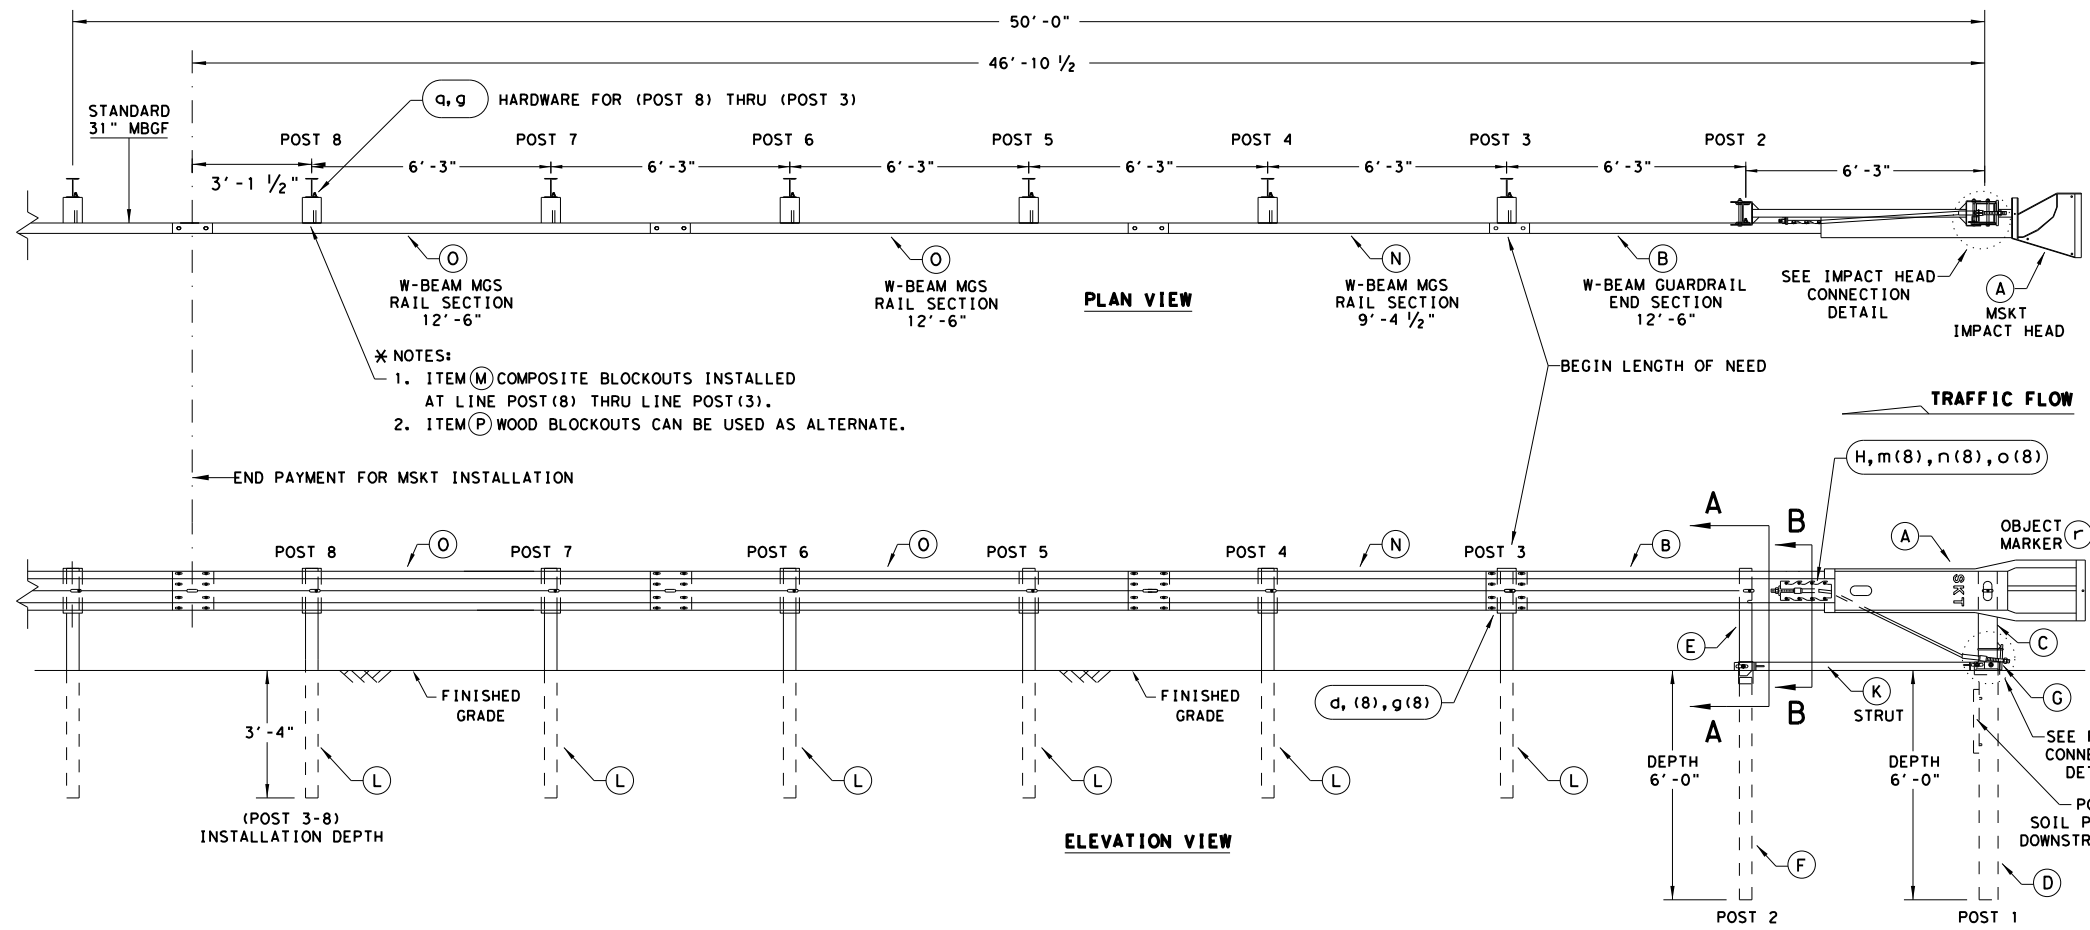 50'-0"
46'-10 ½
STANDARD
31" MBGF
q,g
HARDWARE FOR (POST 8) THRU (POST 3)
POST 8
POST 7
POST 6
POST 5
POST 4
POST 3
POST 2
3'-1 ½"
6'-3"
6'-3"
6'-3"
6'-3"
6'-3"
6'-3"
6'-3"
O
W-BEAM MGS
RAIL SECTION
12'-6"
O
W-BEAM MGS
RAIL SECTION
12'-6"
PLAN VIEW
N
W-BEAM MGS
RAIL SECTION
9'-4 ½"
B
W-BEAM GUARDRAIL
END SECTION
12'-6"
SEE IMPACT HEAD
CONNECTION
DETAIL
A
MSKT
IMPACT HEAD
* NOTES:
1. ITEM M COMPOSITE BLOCKOUTS INSTALLED
AT LINE POST(8) THRU LINE POST(3).
2. ITEM P WOOD BLOCKOUTS CAN BE USED AS ALTERNATE.
BEGIN LENGTH OF NEED
TRAFFIC FLOW
END PAYMENT FOR MSKT INSTALLATION
H,m(8),n(8),o(8)
A
B
OBJECT
MARKER
r
POST 8
O
POST 7
POST 6
O
POST 5
POST 4
N
POST 3
B
A
SKT
E
C
FINISHED
GRADE
FINISHED
GRADE
d,(8),g(8)
A
B
K
STRUT
G
3'-4"
L
L
L
L
L
L
DEPTH
6'-0"
DEPTH
6'-0"
SEE
CONNE
DET
(POST 3-8)
INSTALLATION DEPTH
ELEVATION VIEW
PO
SOIL P
DOWNSTR
F
D
POST 2
POST 1